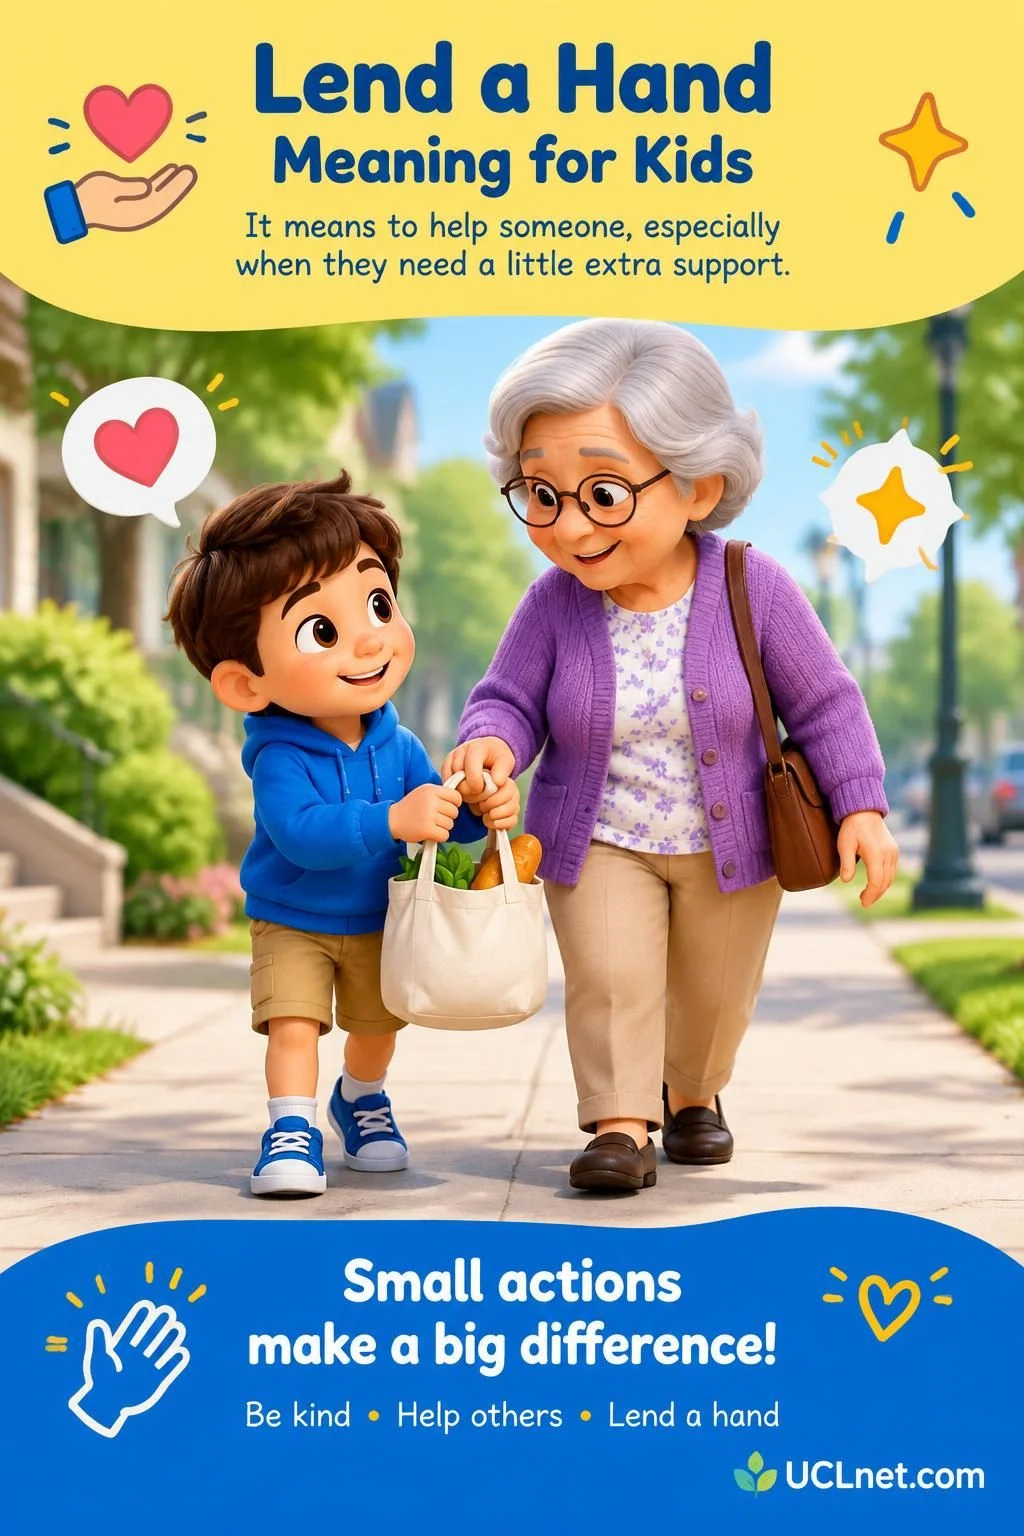 Lend a Hand
Meaning for Kids
It means to help someone, especially
when they need a little extra support.
Small actions
make a big difference!
Be kind • Help others • Lend a hand
UCLnet.com